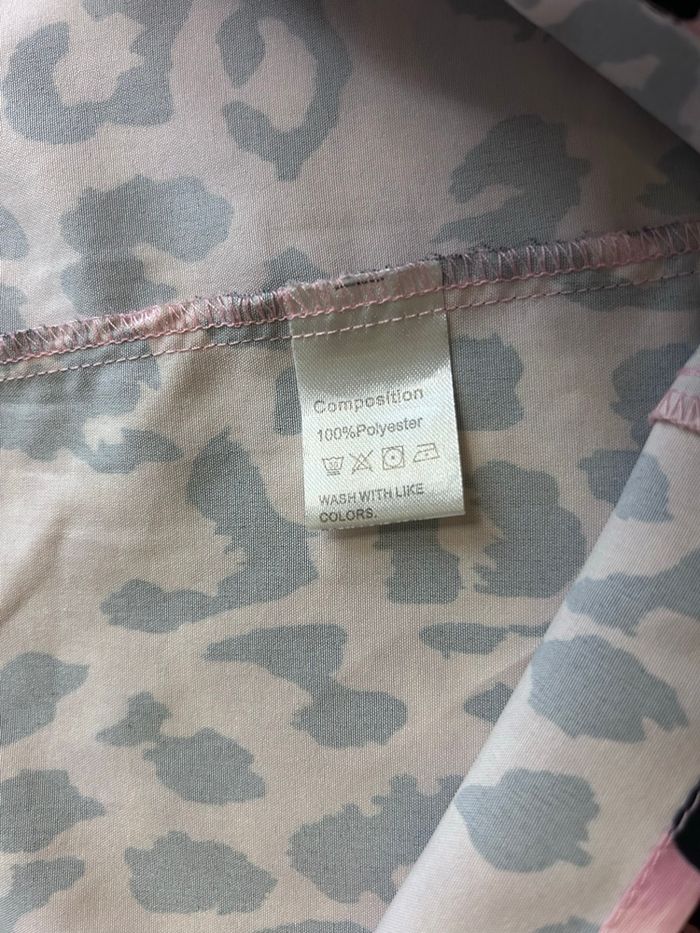 Composition
100%Polyester
WASH WITH LIKE
COLORS.